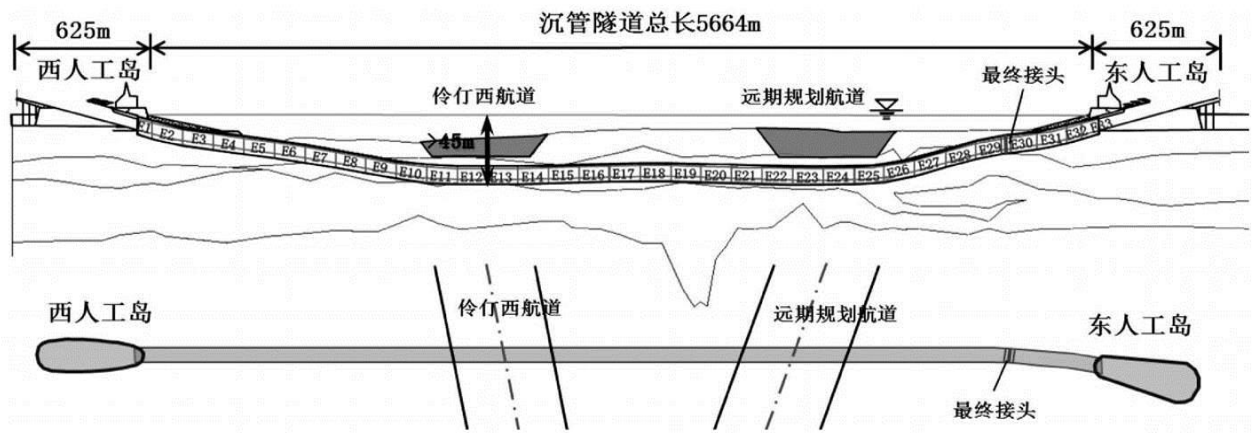 沉管隧道总长5664m
625m
625m
西人工岛
东人工岛
最终接头
伶仃西航道
远期规划航道
>45m
E1 E2 E3 E4 E5 E6 E7 E8 E9 E10 E11 E12 E13 E14 E15 E16 E17 E18 E19 E20 E21 E22 E23 E24 E25 E26 E27 E28 E29 E30 E31 E32 E33
西人工岛
伶仃西航道
远期规划航道
东人工岛
最终接头